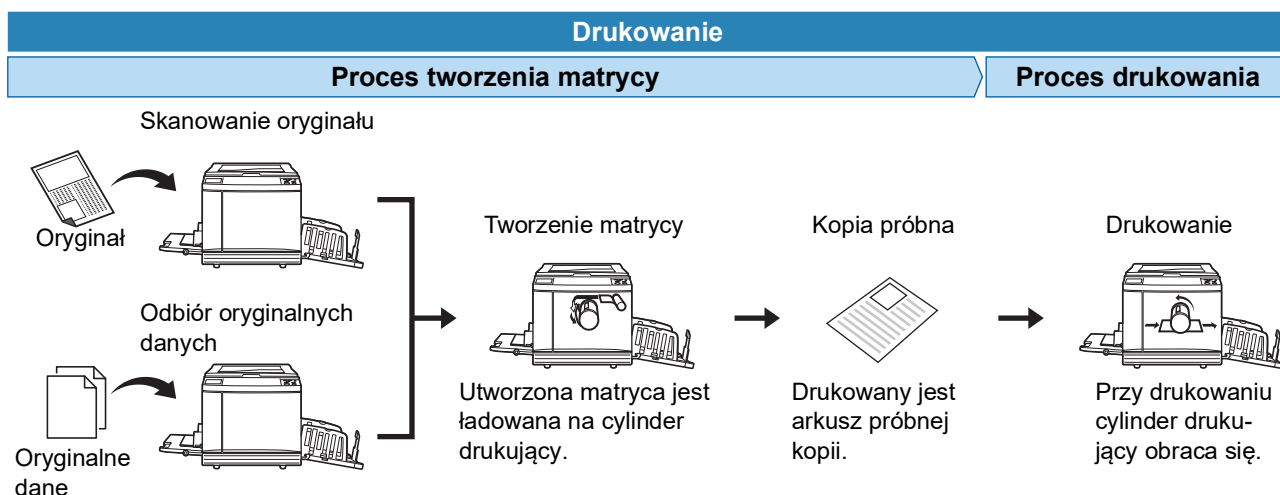 Drukowanie
Proces tworzenia matrycy
Proces drukowania
Skanowanie oryginału
Oryginał
Odbiór oryginalnych
danych
Oryginalne
dane
Tworzenie matrycy
Utworzona matryca jest
ładowana na cylinder
drukujący.
Kopia próbna
Drukowany jest
arkusz próbnej
kopii.
Drukowanie
Przy drukowaniu
cylinder druku-
jący obraca się.